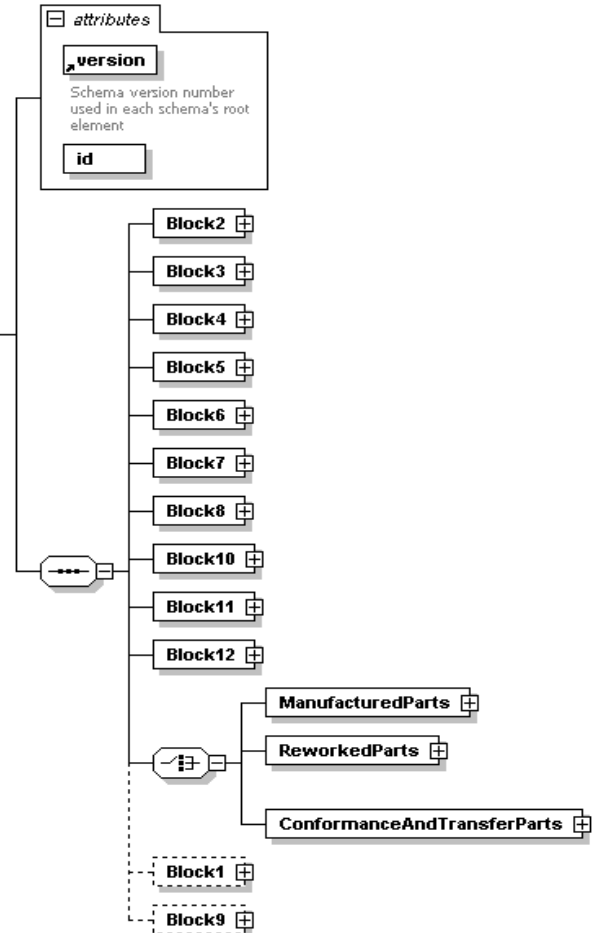 attributes
version
Schema version number
used in each schema's root
element
id
Block2
Block3
Block4
Block5
Block6
Block7
Block8
Block10
Block11
Block12
ManufacturedParts
ReworkedParts
ConformanceAndTransferParts
Block1
Block9